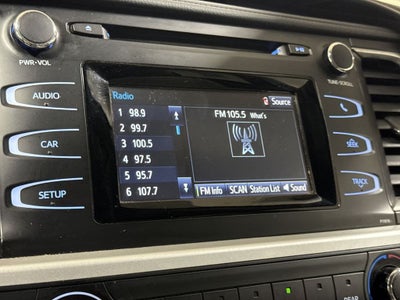 PWR•VOL
TUNE•SCROLL
AUDIO
CAR
SETUP
Radio
Source
1 98.9
2 99.7
3 100.5
4 97.5
5 95.7
6 107.7
FM 105.5 What's
FM Info
SCAN
Station List
Sound
SEEK
TRACK
REAR